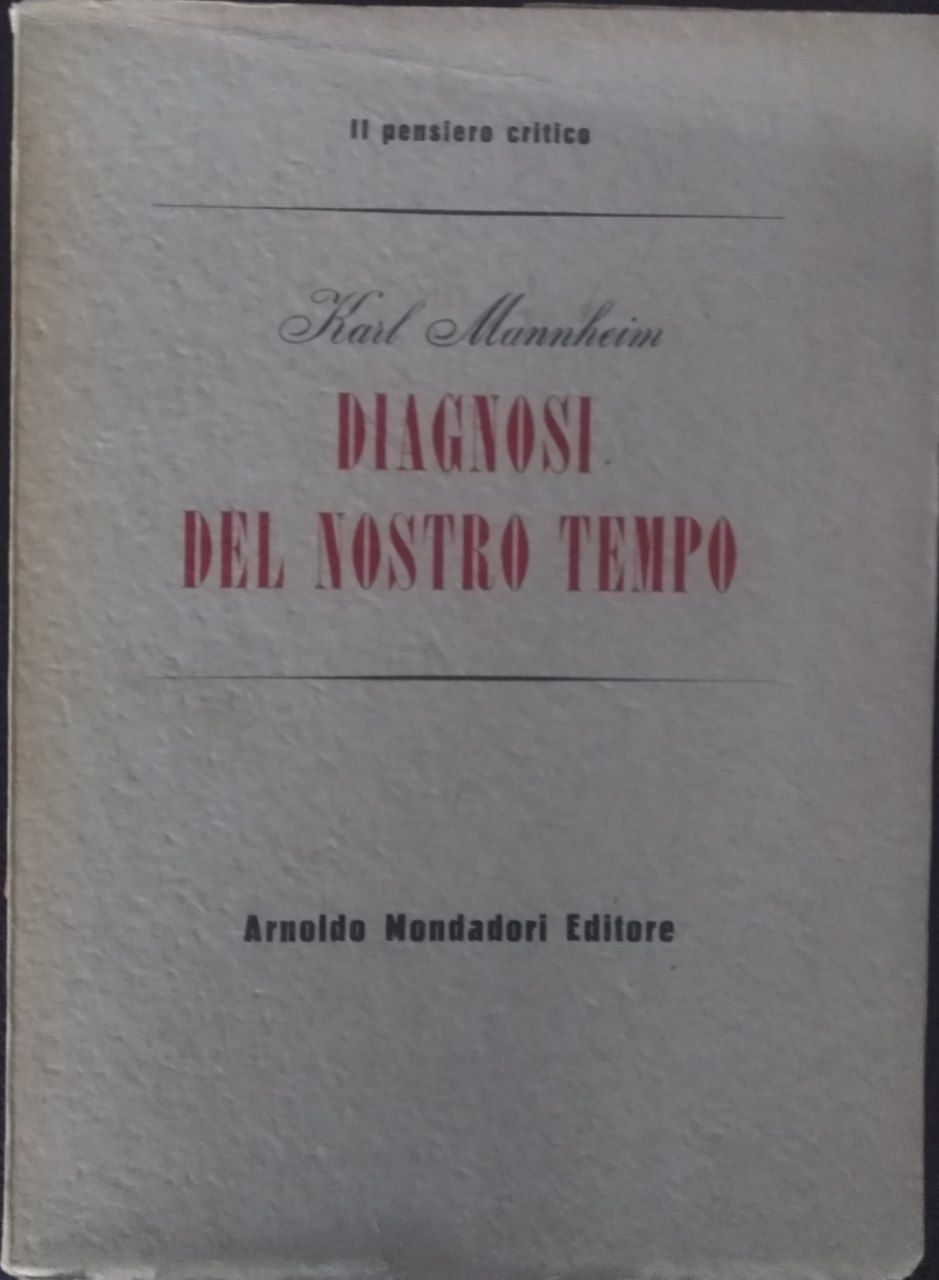 Il pensiero critico
Karl Mannheim
DIAGNOSI
DEL NOSTRO TEMPO
Arnoldo Mondadori Editore